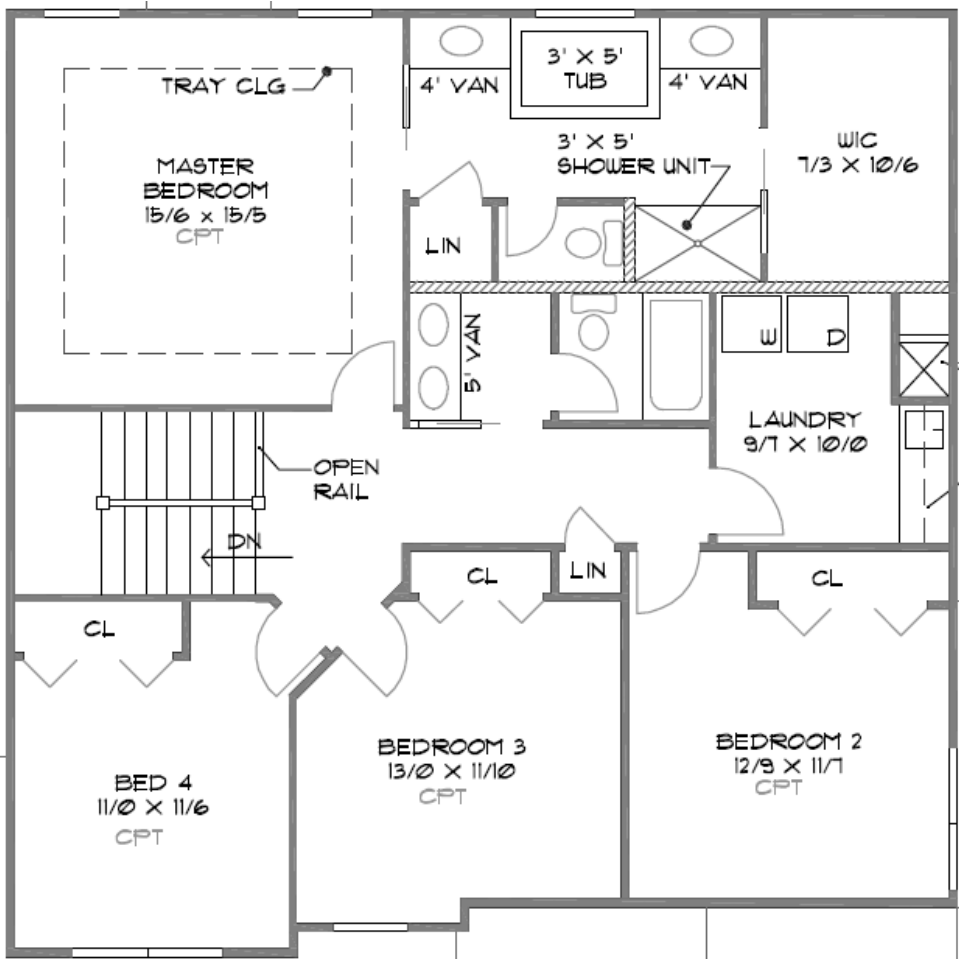 TRAY CLG
MASTER
BEDROOM
15/6 x 15/5
CPT
4' VAN
3' X 5'
TUB
4' VAN
3' X 5'
SHOWER UNIT
WIC
7/3 X 10/6
LIN
5' VAN
W
D
LAUNDRY
9/7 X 10/0
OPEN
RAIL
DN
CL
LIN
CL
CL
BED 4
11/0 X 11/6
CPT
BEDROOM 3
13/0 X 11/10
CPT
BEDROOM 2
12/9 X 11/7
CPT